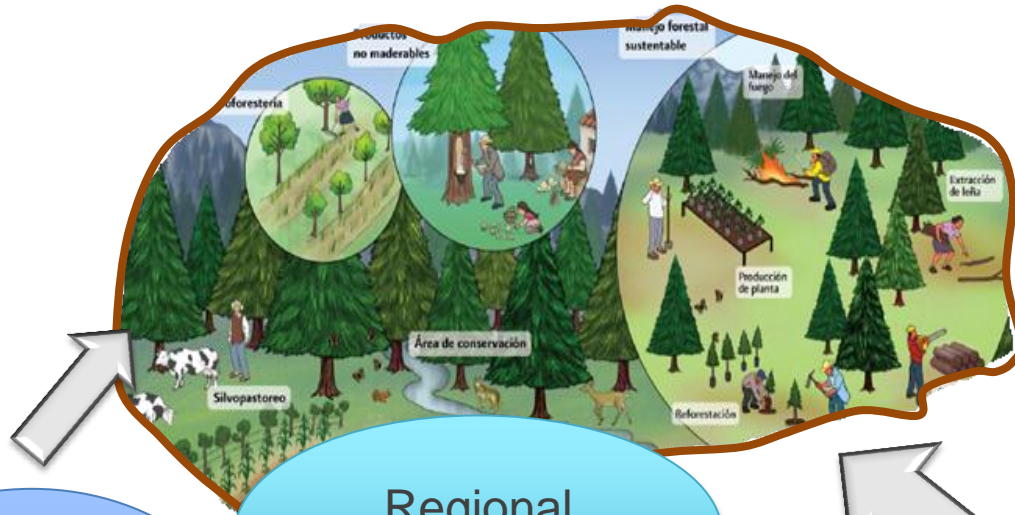 Productos
no maderables
Manejo forestal
sustentable
Manejo del
fuego
Extracción
de leña
Producción
de planta
Área de conservación
Silvopastoreo
Reforestación
Regional